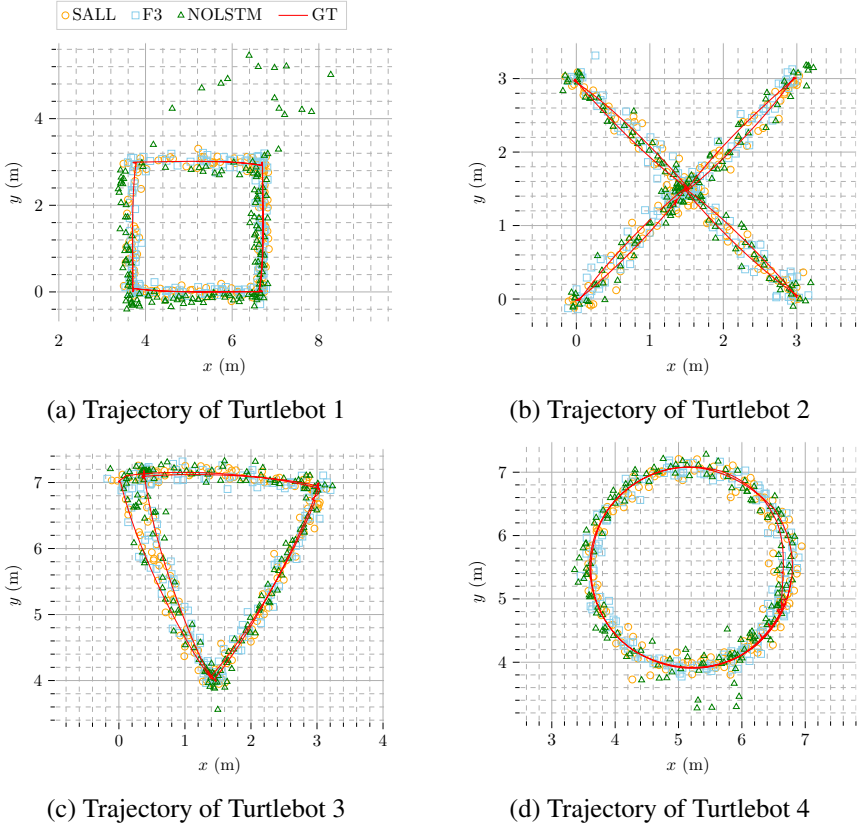 SALL F3 NOLSTM GT
4
2
0
y (m)
2 4 6 8
x (m)
(a) Trajectory of Turtlebot 1
3
2
1
0
y (m)
0 1 2 3
x (m)
(b) Trajectory of Turtlebot 2
7
6
5
4
y (m)
0 1 2 3 4
x (m)
(c) Trajectory of Turtlebot 3
7
6
5
4
y (m)
3 4 5 6 7
x (m)
(d) Trajectory of Turtlebot 4